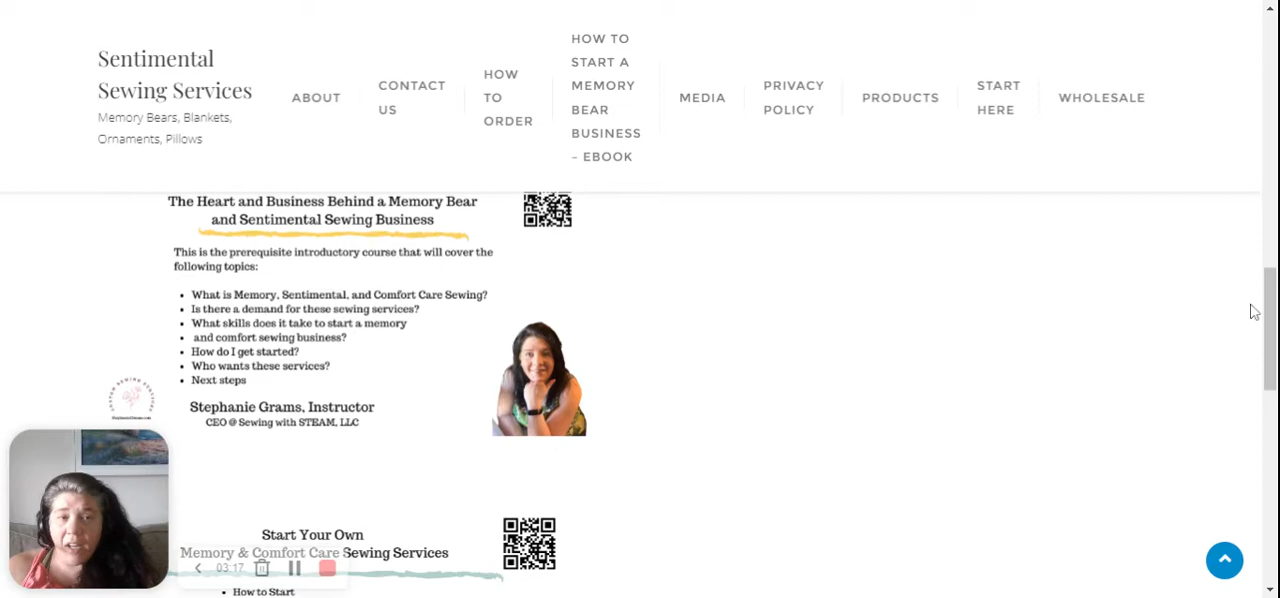 Sentimental
Sewing Services
Memory Bears, Blankets,
Ornaments, Pillows
ABOUT
CONTACT
US
HOW
TO
ORDER
HOW TO
START A
MEMORY
BEAR
BUSINESS
– EBOOK
MEDIA
PRIVACY
POLICY
PRODUCTS
START
HERE
WHOLESALE
The Heart and Business Behind a Memory Bear
and Sentimental Sewing Business
This is the prerequisite introductory course that will cover the
following topics:
• What is Memory, Sentimental, and Comfort Care Sewing?
• Is there a demand for these sewing services?
• What skills does it take to start a memory
• and comfort sewing business?
• How do I get started?
• Who wants these services?
• Next steps
Stephanie Grams, Instructor
CEO @ Sewing with STEAM, LLC
Start Your Own
Memory & Comfort Care Sewing Services
03:17
• How to Start